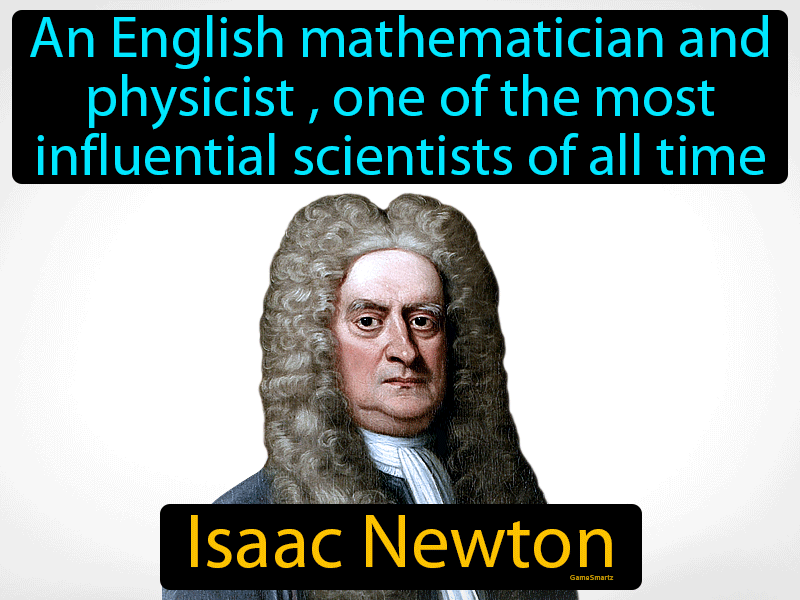 An English mathematician and
physicist , one of the most
influential scientists of all time
Isaac Newton
GameSmartz